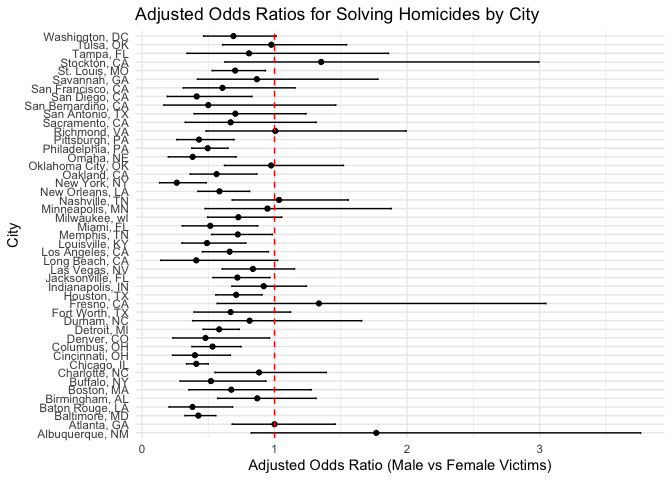 Adjusted Odds Ratios for Solving Homicides by City
Washington, DC
Tulsa, OK
Tampa, FL
Stockton, CA
St. Louis, MO
Savannah, GA
San Francisco, CA
San Diego, CA
San Bernardino, CA
San Antonio, TX
Sacramento, CA
Richmond, VA
Pittsburgh, PA
Philadelphia, PA
Omaha, NE
Oklahoma City, OK
Oakland, CA
New York, NY
New Orleans, LA
Nashville, TN
Minneapolis, MN
Milwaukee, wI
Miami, FL
Memphis, TN
Louisville, KY
Los Angeles, CA
Long Beach, CA
Las Vegas, NV
Jacksonville, FL
Indianapolis, IN
Houston, TX
Fresno, CA
Fort Worth, TX
Durham, NC
Detroit, MI
Denver, CO
Columbus, OH
Cincinnati, OH
Chicago, IL
Charlotte, NC
Buffalo, NY
Boston, MA
Birmingham, AL
Baton Rouge, LA
Baltimore, MD
Atlanta, GA
Albuquerque, NM
City
0 1 2 3
Adjusted Odds Ratio (Male vs Female Victims)